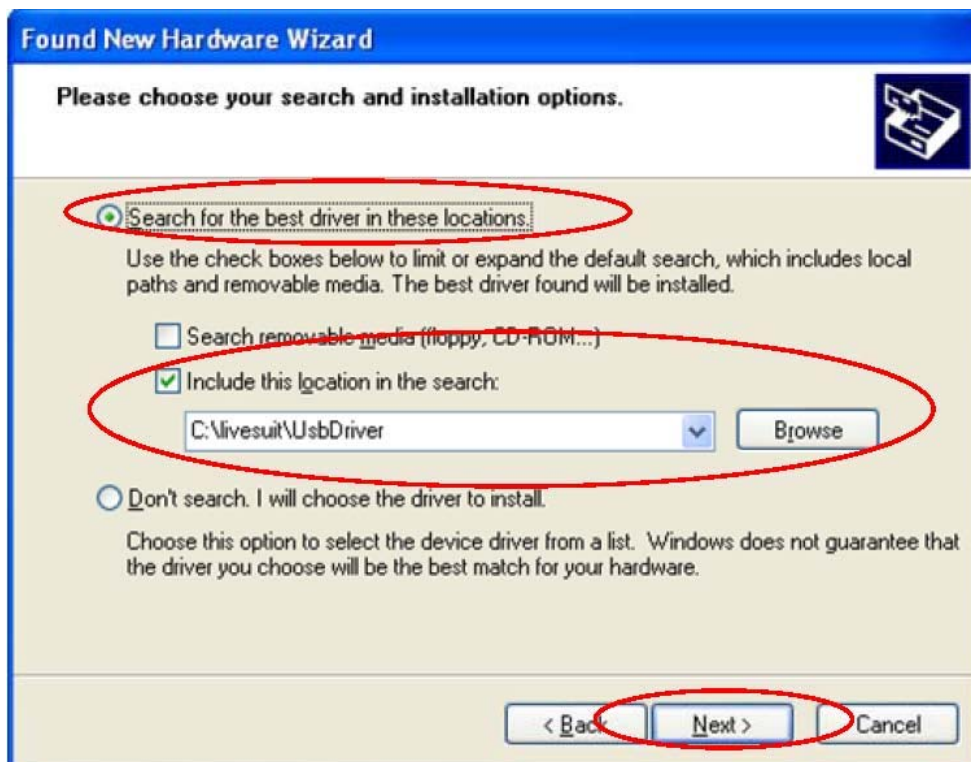 Found New Hardware Wizard
Please choose your search and installation options.
Search for the best driver in these locations.
Use the check boxes below to limit or expand the default search, which includes local
paths and removable media. The best driver found will be installed.
Search removable media (floppy, CD-ROM...)
Include this location in the search:
C:\livesuit\UsbDriver
Browse
Don't search. I will choose the driver to install.
Choose this option to select the device driver from a list. Windows does not guarantee that
the driver you choose will be the best match for your hardware.
< Back
Next >
Cancel